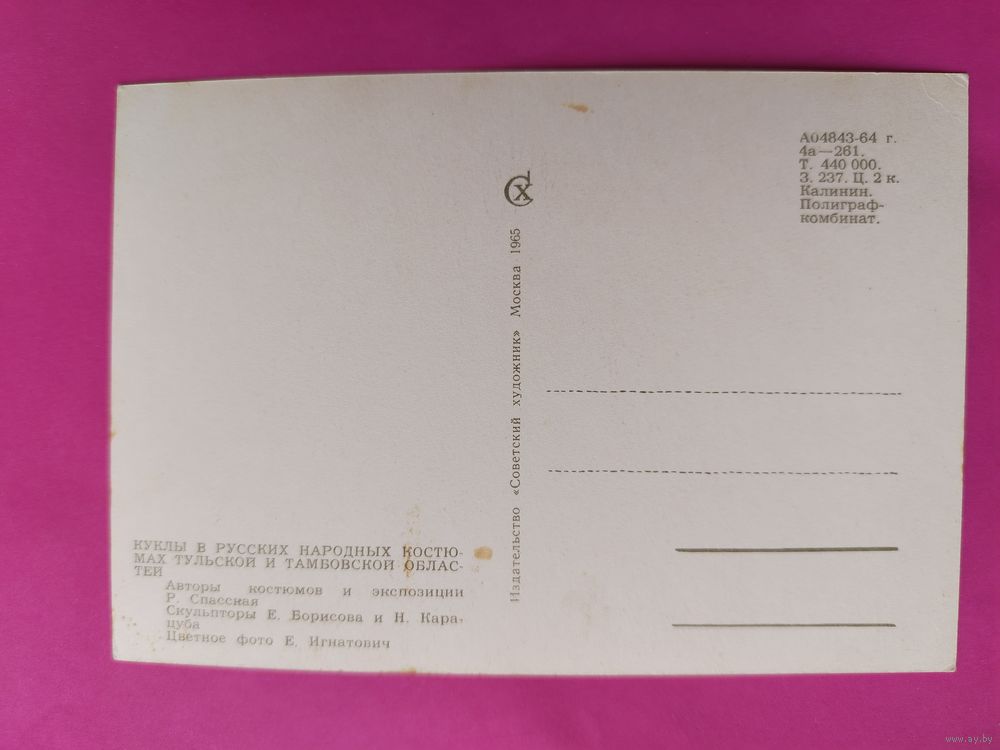 А04843-64 г.
4а—261.
Т. 440 000.
З. 237. Ц. 2 к.
Калинин.
Полиграф-
комбинат.
СХ
Издательство «Советский художник» Москва 1965
КУКЛЫ В РУССКИХ НАРОДНЫХ КОСТЮ-
МАХ ТУЛЬСКОЙ И ТАМБОВСКОЙ ОБЛАС-
ТЕЙ
Авторы костюмов и экспозиции
Р. Спасская
Скульпторы Е. Борисова и Н. Кара-
цуба
Цветное фото Е. Игнатович
www.ay.by